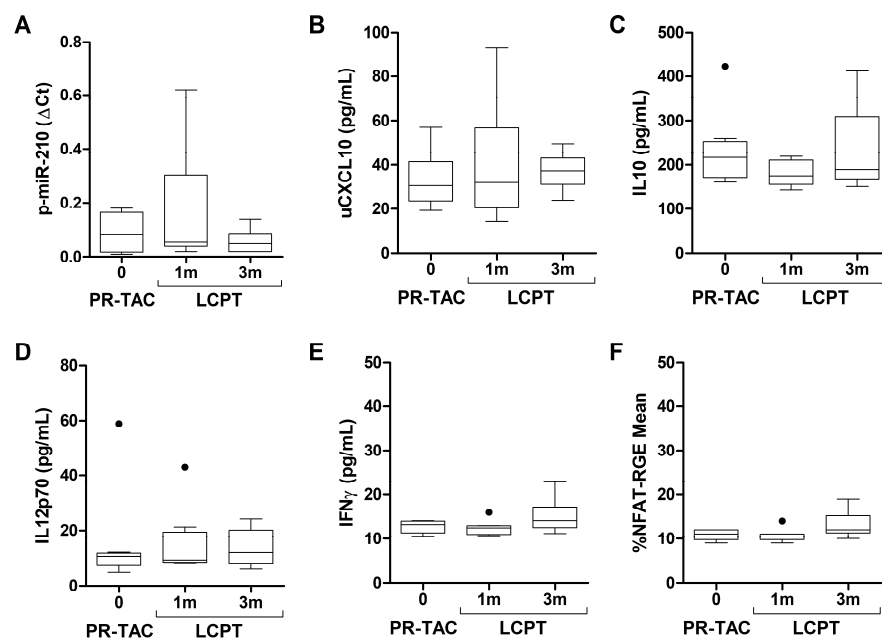 A
p-miR-210 (ΔCt)
0.8
0.6
0.4
0.2
0.0
0 1m 3m
PR-TAC LCPT
B
uCXCL10 (pg/mL)
100
80
60
40
20
0
0 1m 3m
PR-TAC LCPT
C
IL10 (pg/mL)
500
400
300
200
100
0
0 1m 3m
PR-TAC LCPT
D
IL12p70 (pg/mL)
80
60
40
20
0
0 1m 3m
PR-TAC LCPT
E
IFNγ (pg/mL)
50
40
30
20
10
0
0 1m 3m
PR-TAC LCPT
F
%NFAT-RGE Mean
50
40
30
20
10
0
0 1m 3m
PR-TAC LCPT